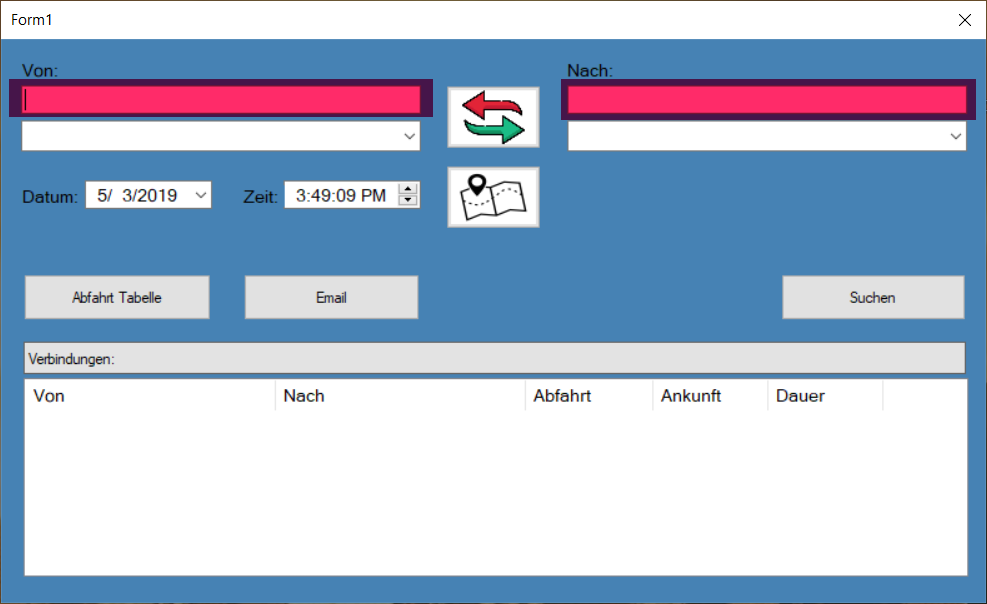 Form1
Von: Nach:
Datum: 5/ 3/2019 Zeit: 3:49:09 PM
Abfahrt Tabelle Email Suchen
Verbindungen:
Von Nach Abfahrt Ankunft Dauer